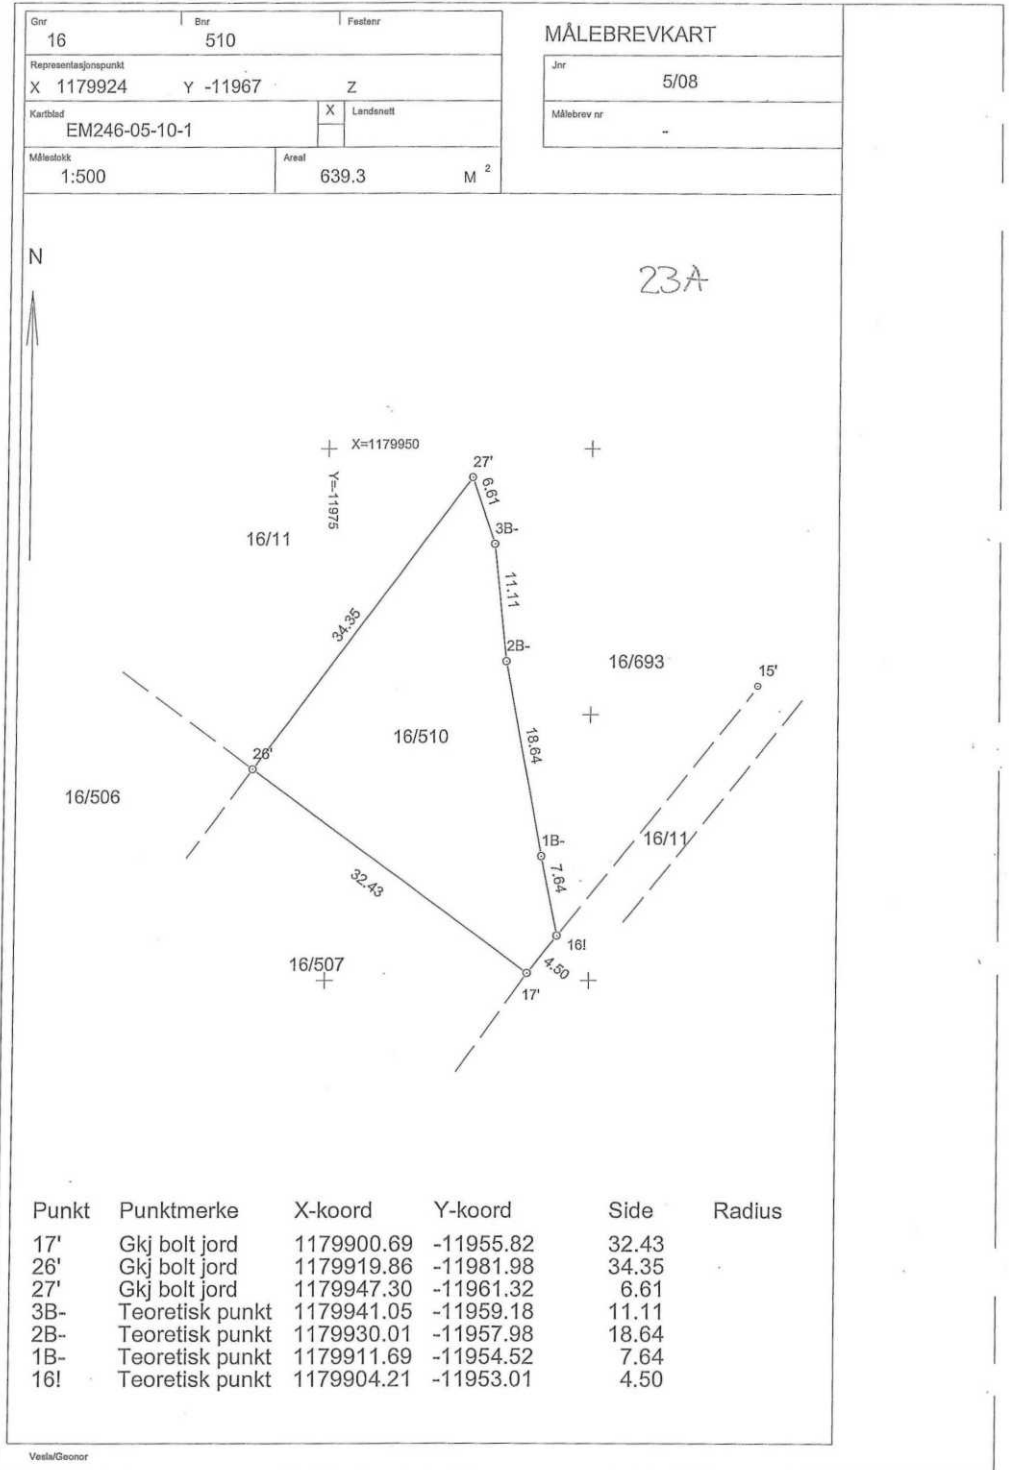 Gnr Bnr Festenr
16 510
MÅLEBREVKART
Representasjonspunkt
X 1179924 Y -11967 Z
Jnr
5/08
Kartblad X Landsnett
EM246-05-10-1
Målebrev nr
--
Målestokk Areal
1:500 639.3 M 2
N
23A
X=1179950
Y=-11975
27'
6.61
3B-
16/11
11.11
34.35
2B-
16/693
15'
16/510
18.64
26'
16/506
16/11
1B-
7.64
32.43
16!
16/507
4.50
17'
Punkt Punktmerke X-koord Y-koord Side Radius
17' Gkj bolt jord 1179900.69 -11955.82 32.43
26' Gkj bolt jord 1179919.86 -11981.98 34.35
27' Gkj bolt jord 1179947.30 -11961.32 6.61
3B- Teoretisk punkt 1179941.05 -11959.18 11.11
2B- Teoretisk punkt 1179930.01 -11957.98 18.64
1B- Teoretisk punkt 1179911.69 -11954.52 7.64
16! Teoretisk punkt 1179904.21 -11953.01 4.50
Vesla/Geonor